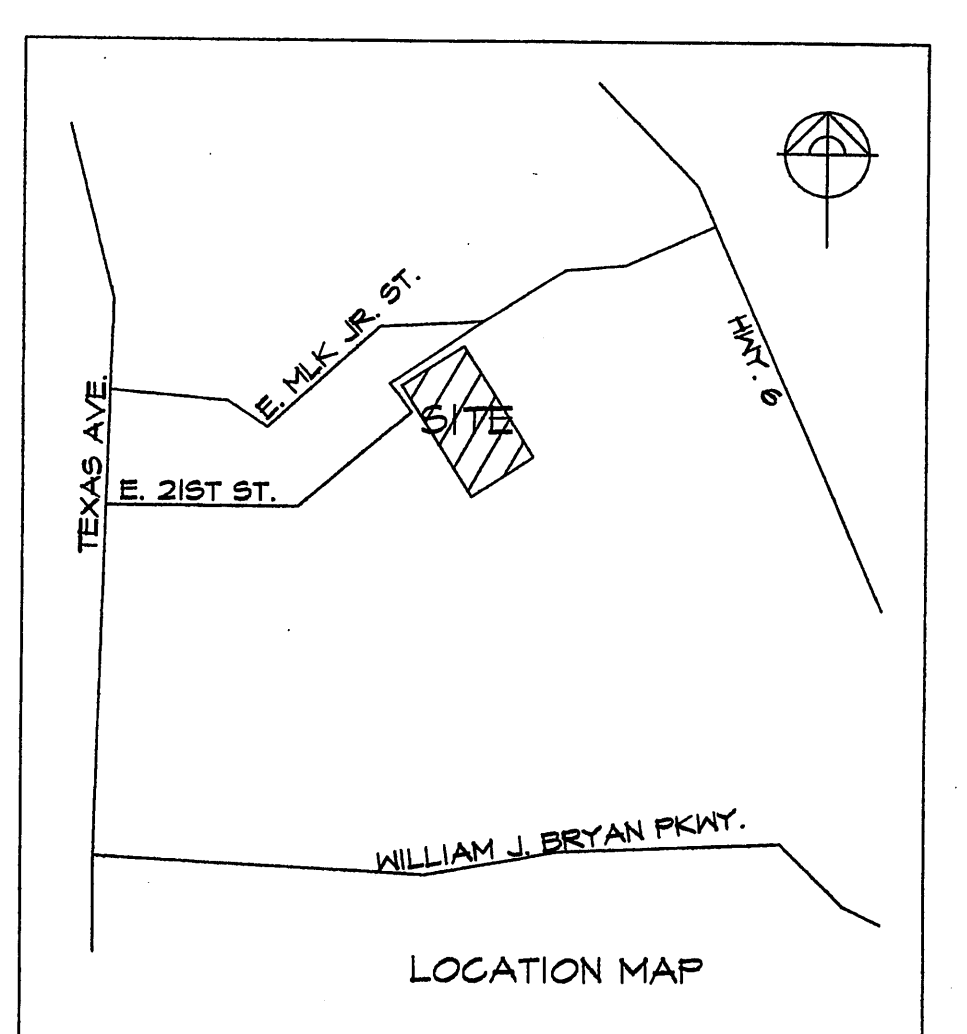 E. MLK JR. ST.
HWY. 6
TEXAS AVE.
SITE
E. 21ST ST.
WILLIAM J. BRYAN PKWY.
LOCATION MAP